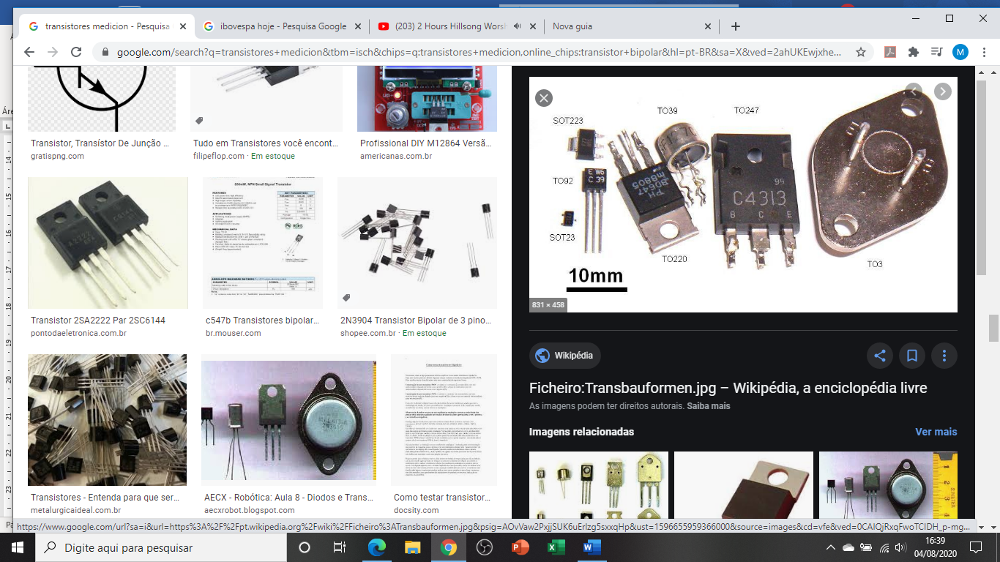 transistores medicion - Pesquisa
ibovespa hoje - Pesquisa Google
(203) 2 Hours Hillsong Wors
Nova guia
google.com/search?q=transistores+medicion&tbm=isch&chips=q:transistores+medicion,online_chips:transistor+bipolar&hl=pt-BR&sa=X&ved=2ahUKEwjxhe...
M
Transistor, Transístor De Junção ...
gratispng.com
Tudo em Transistores você encont...
filipeflop.com · Em estoque
Profissional DIY M12864 Versã...
americanas.com.br
600mW, NPN Small Signal Transistor
Transistor 2SA2222 Par 2SC6144
pontodaeletronica.com.br
c547b Transistores bipolar...
br.mouser.com
2N3904 Transistor Bipolar de 3 pino...
shopee.com.br · Em estoque
Transistores - Entenda para que ser...
metalurgicaideal.com.br
AECX - Robótica: Aula 8 - Diodos e Trans...
aecxrobot.blogspot.com
Como testar transistor...
docsity.com
SOT223
TO39
TO247
TO92
E W6
C 39
PH
B C E
SOT23
TO220
TO3
10mm
831 × 458
Wikipédia
Ficheiro:Transbauformen.jpg – Wikipédia, a enciclopédia livre
As imagens podem ter direitos autorais. Saiba mais
Imagens relacionadas
Ver mais
14
15
16
17
18
19
20
21
22
23
https://www.google.com/url?sa=i&url=https%3A%2F%2Fpt.wikipedia.org%2Fwiki%2FFicheiro%3ATransbauformen.jpg&psig=AOvVaw2PxjjSUK6uErlzg5sxxqHp&ust=1596655959366000&source=images&cd=vfe&ved=0CAIQjRxqFwoTCIDH_p-mg...
Digite aqui para pesquisar
16:39
04/08/2020